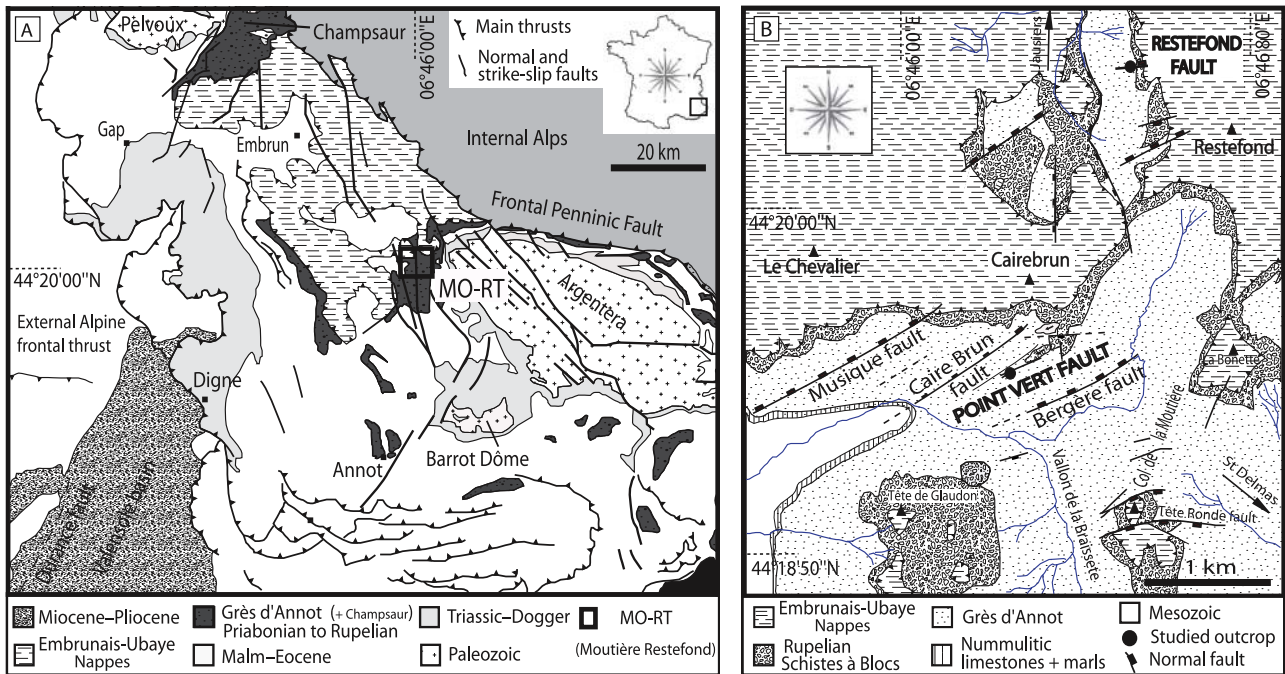 A
Pelvoux
Champsaur
06°46'00"E
Main thrusts
Normal and
strike-slip faults
Gap
Embrun
Internal Alps
20 km
Frontal Penninic Fault
44°20'00"N
MO-RT
Argentera
External Alpine
frontal thrust
Digne
Annot
Barrot Dôme
Durance fault
Valensole basin
Miocene–Pliocene
Grès d'Annot (+ Champsaur)
Priabonian to Rupelian
Triassic–Dogger
MO-RT
(Moutière Restefond)
Embrunais-Ubaye
Nappes
Malm–Eocene
Paleozoic
B
06°46'00"E
Jausiers
06°46'80"E
RESTEFOND
FAULT
Restefond
44°20'00"N
Le Chevalier
Cairebrun
Musique fault
Caire Brun
fault
POINT VERT FAULT
Bergère fault
La Bonette
Col de la Moutière
Vallon de la Braissette
St Delmas
Tête de Glaudon
Tête Ronde fault
44°18'50"N
1 km
Embrunais-Ubaye
Nappes
Grès d'Annot
Mesozoic
Rupelian
Schistes à Blocs
Nummulitic
limestones + marls
Studied outcrop
Normal fault